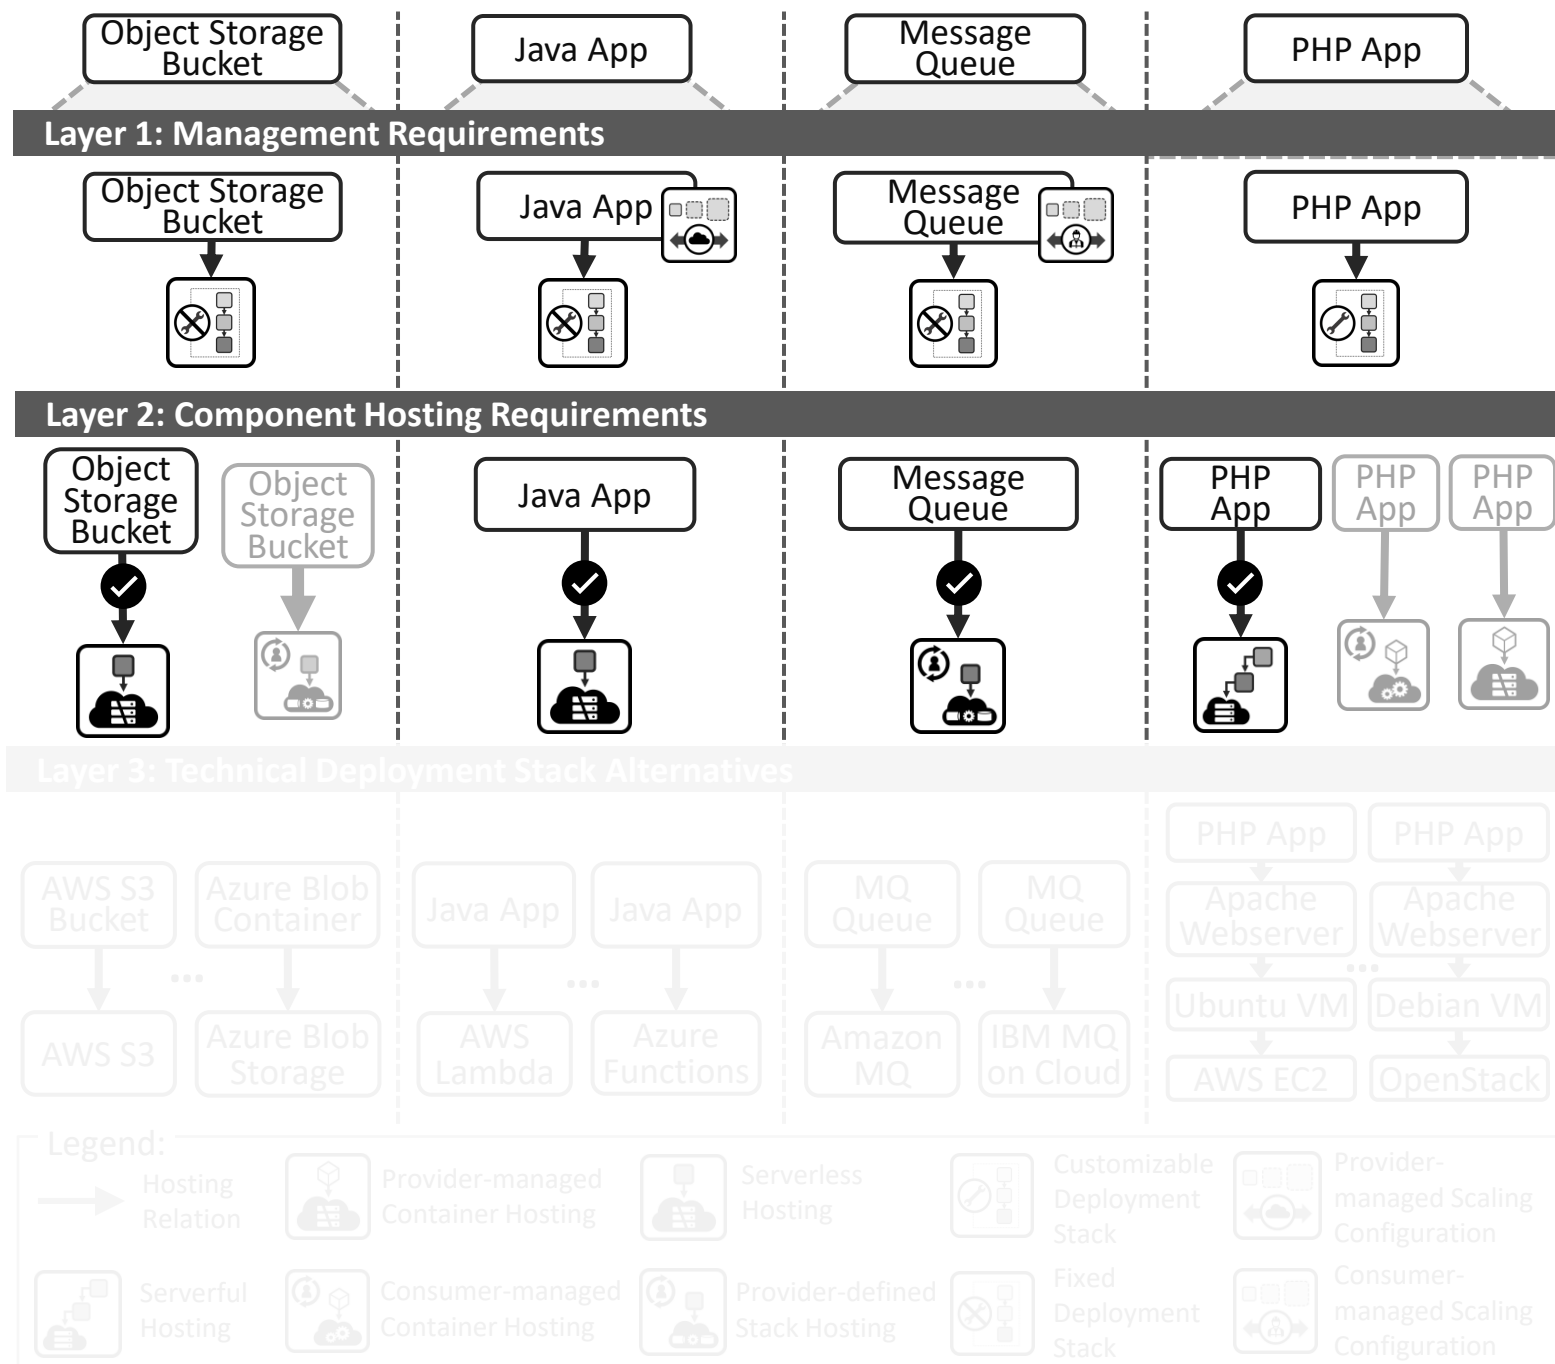 Object Storage
Bucket
Java App
Message
Queue
PHP App
Layer 1: Management Requirements
Object Storage
Bucket
Java App
Message
Queue
PHP App
Layer 2: Component Hosting Requirements
Object
Storage
Bucket
Object
Storage
Bucket
Java App
Message
Queue
PHP
App
PHP
App
PHP
App
Layer 3: Technical Deployment Stack Alternatives
AWS S3
Bucket
Azure Blob
Container
...
AWS S3
Azure Blob
Storage
Java App
Java App
...
AWS
Lambda
Azure
Functions
MQ
Queue
MQ
Queue
...
Amazon
MQ
IBM MQ
on Cloud
PHP App
PHP App
Apache
Webserver
Apache
Webserver
...
Ubuntu VM
Debian VM
AWS EC2
OpenStack
Legend:
Hosting
Relation
Provider-managed
Container Hosting
Serverless
Hosting
Customizable
Deployment
Stack
Provider-
managed Scaling
Configuration
Serverful
Hosting
Consumer-managed
Container Hosting
Provider-defined
Stack Hosting
Fixed
Deployment
Stack
Consumer-
managed Scaling
Configuration